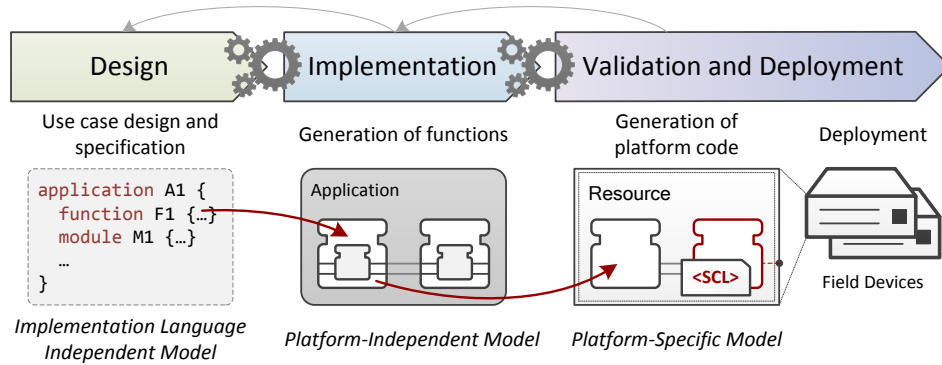 Design
Implementation
Validation and Deployment
Use case design and
specification
Generation of functions
Generation of
platform code
Deployment
application A1 {
function F1 {…}
module M1 {…}
…
}
Application
Resource
<SCL>
Field Devices
Implementation Language
Independent Model
Platform-Independent Model
Platform-Specific Model